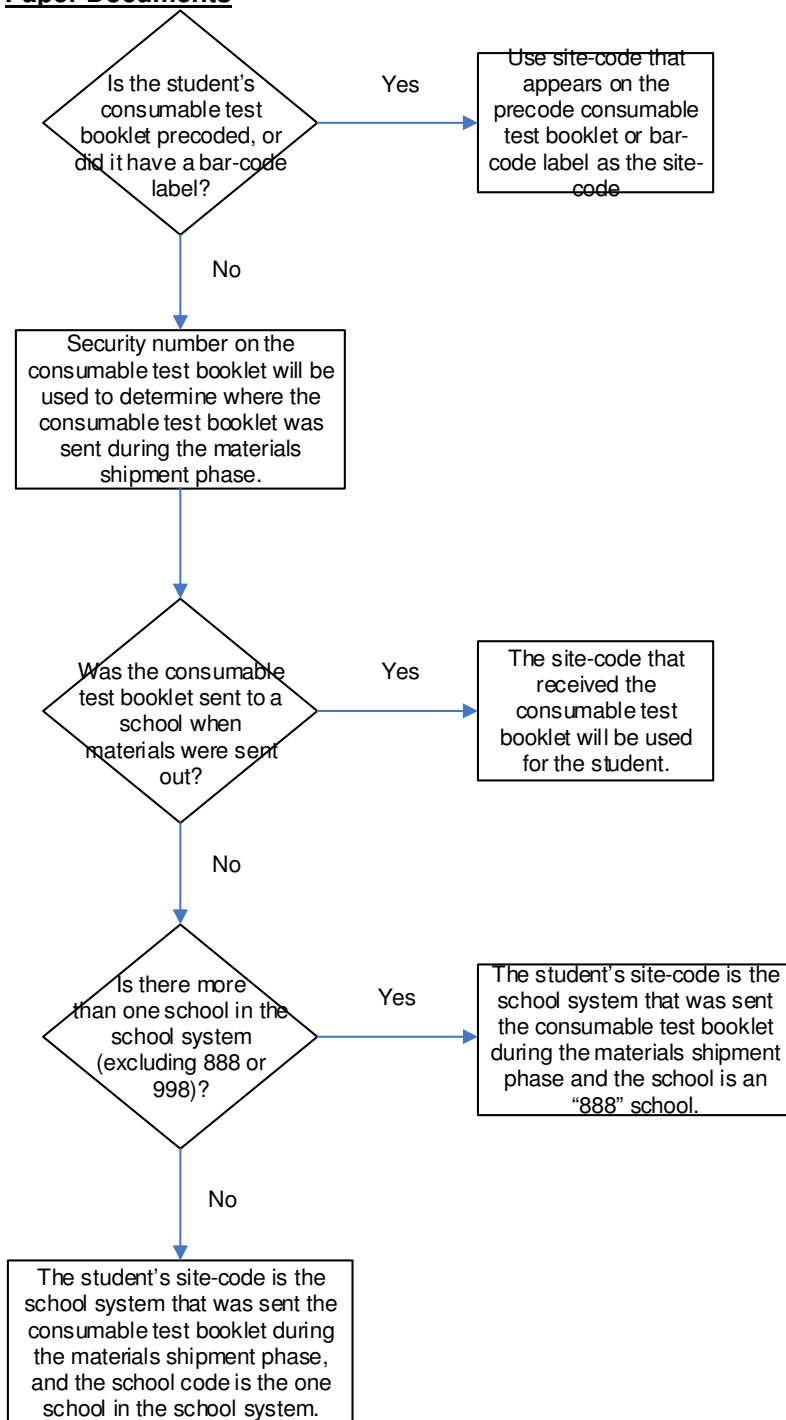 Paper Documents
Is the student's
consumable test
booklet precoded, or
did it have a bar-code
label?
Yes
Use site-code that
appears on the
precode consumable
test booklet or bar-
code label as the site-
code
No
Security number on the
consumable test booklet will be
used to determine where the
consumable test booklet was
sent during the materials
shipment phase.
Was the consumable
test booklet sent to a
school when
materials were sent
out?
Yes
The site-code that
received the
consumable test
booklet will be used
for the student.
No
Is there more
than one school in the
school system
(excluding 888 or
998)?
Yes
The student's site-code is the
school system that was sent
the consumable test booklet
during the materials shipment
phase and the school is an
"888" school.
No
The student's site-code is the
school system that was sent the
consumable test booklet during
the materials shipment phase,
and the school code is the one
school in the school system.